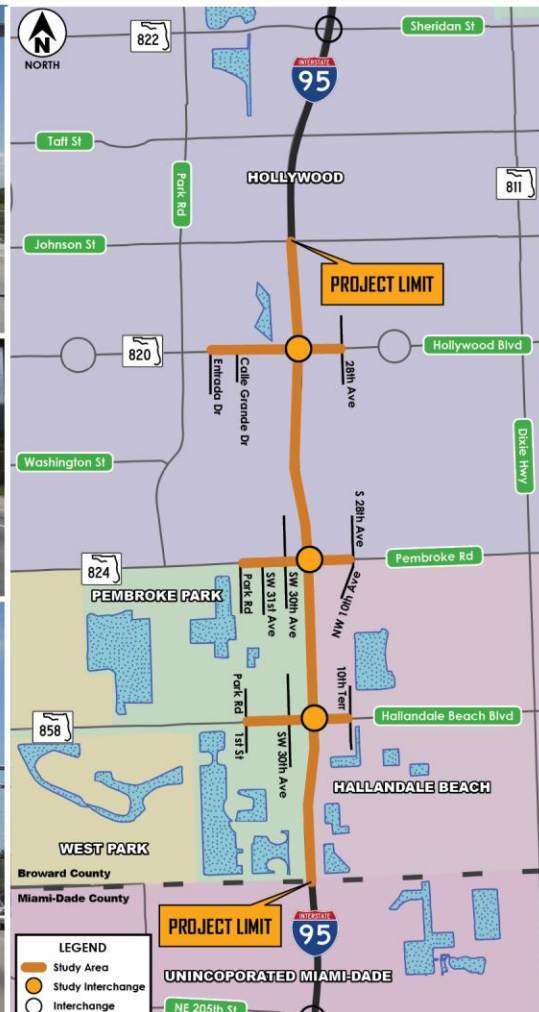 N
NORTH
822
Sheridan St
INTERSTATE
95
Taft St
Park Rd
HOLLYWOOD
811
Johnson St
PROJECT LIMIT
820
Hollywood Blvd
Entrada Dr
Calle Grande Dr
28th Ave
Washington St
Dixie Hwy
S 28th Ave
824
Pembroke Rd
PEMBROKE PARK
Park Rd
SW 31st Ave
SW 30th Ave
NW 10th Ave
10th Terr
Park Rd
1st St
SW 30th Ave
858
Hallandale Beach Blvd
HALLANDALE BEACH
WEST PARK
Broward County
Miami-Dade County
PROJECT LIMIT
INTERSTATE
95
UNINCOPORATED MIAMI-DADE
LEGEND
Study Area
Study Interchange
Interchange
NE 205th St